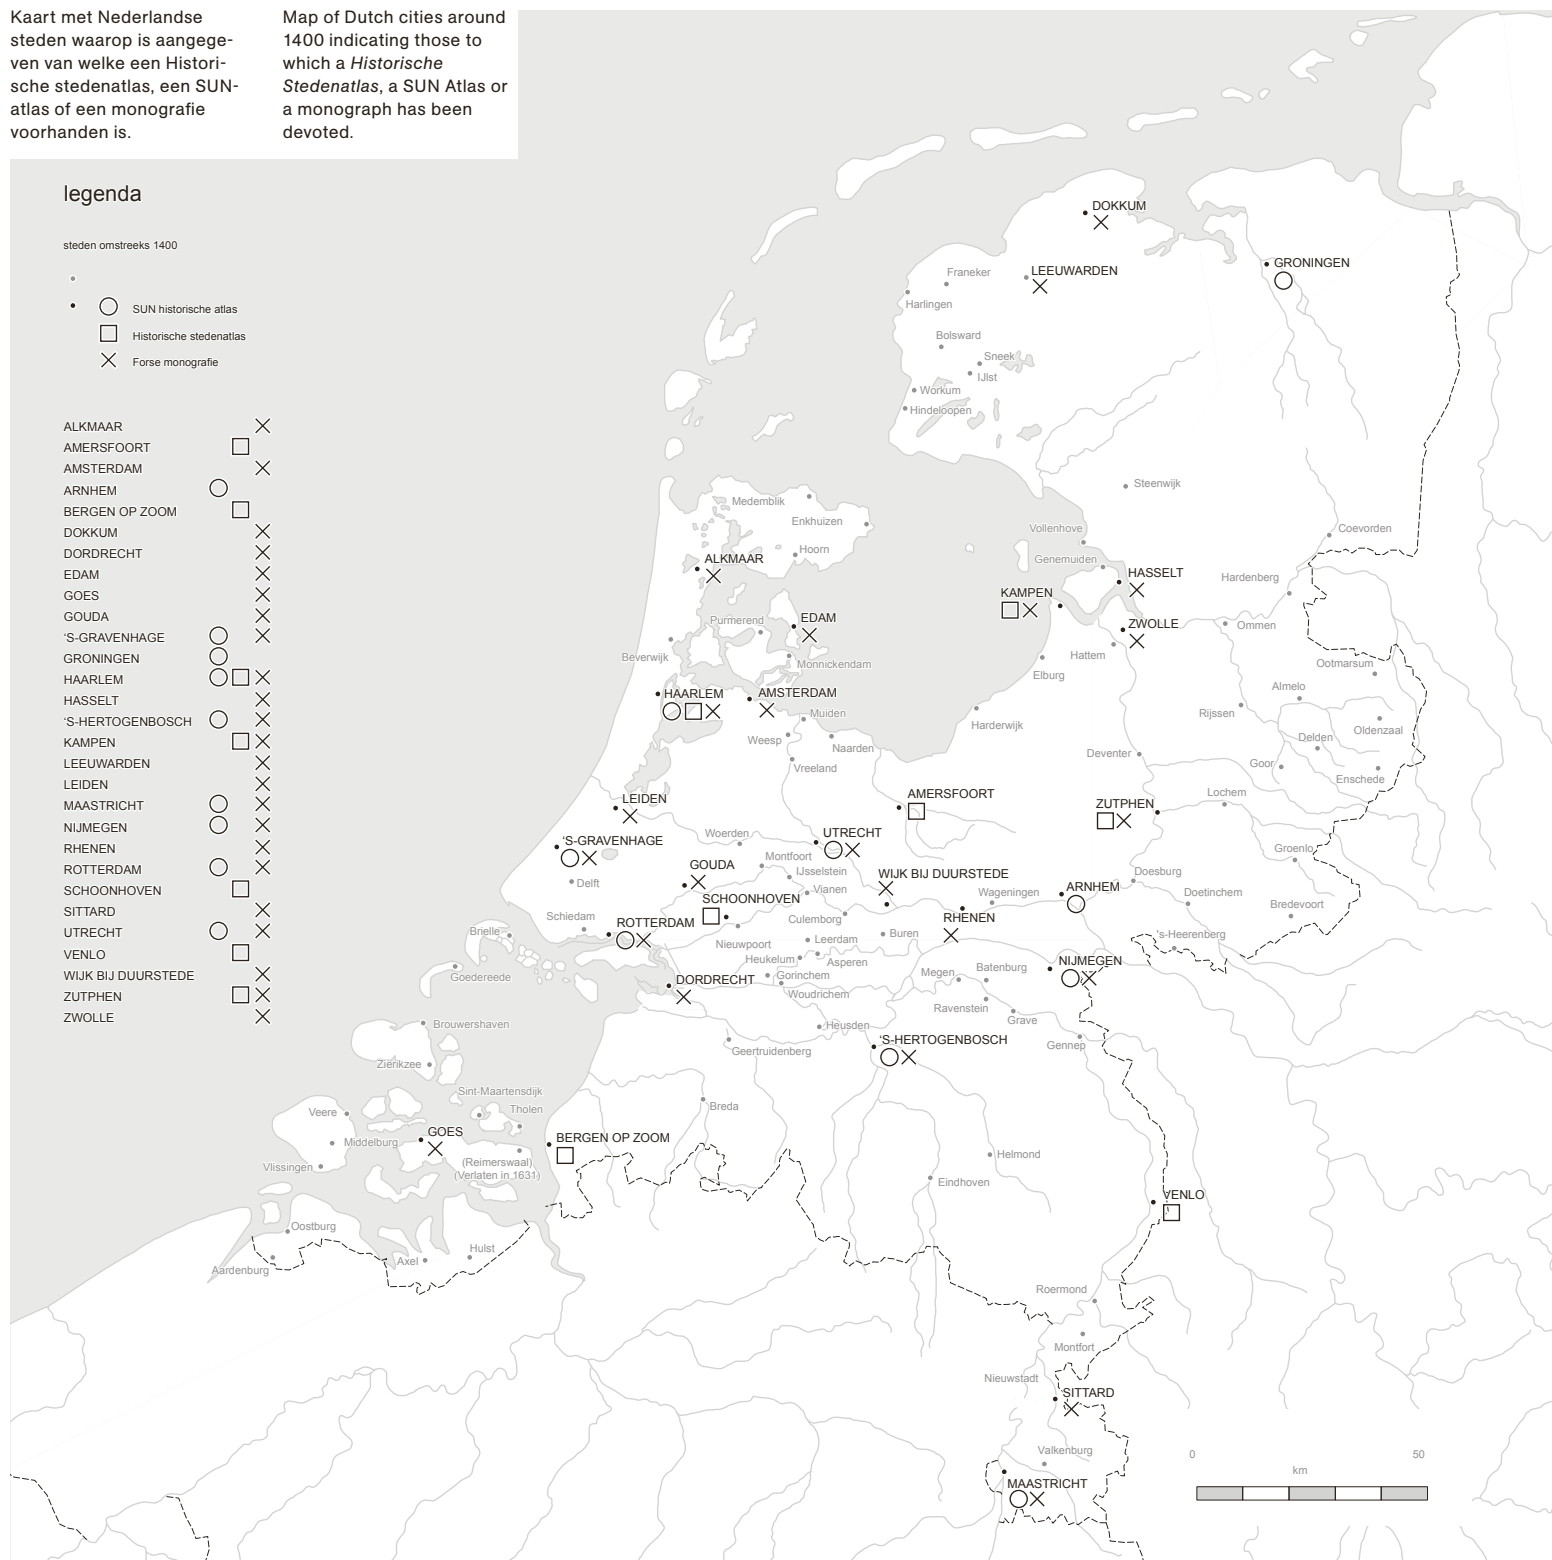 Kaart met Nederlandse
steden waarop is aangege-
ven van welke een Histori-
sche stedenatlas, een SUN-
atlas of een monografie
voorhanden is.
Map of Dutch cities around
1400 indicating those to
which a Historische
Stedenatlas, a SUN Atlas or
a monograph has been
devoted.
legenda
steden omstreeks 1400
SUN historische atlas
Historische stedenatlas
Forse monografie
ALKMAAR
AMERSFOORT
AMSTERDAM
ARNHEM
BERGEN OP ZOOM
DOKKUM
DORDRECHT
EDAM
GOES
GOUDA
'S-GRAVENHAGE
GRONINGEN
HAARLEM
HASSELT
'S-HERTOGENBOSCH
KAMPEN
LEEUWARDEN
LEIDEN
MAASTRICHT
NIJMEGEN
RHENEN
ROTTERDAM
SCHOONHOVEN
SITTARD
UTRECHT
VENLO
WIJK BIJ DUURSTEDE
ZUTPHEN
ZWOLLE
DOKKUM
GRONINGEN
LEEUWARDEN
Franeker
Harlingen
Bolsward
Sneek
IJlst
Workum
Hindeloopen
Steenwijk
Medemblik
Enkhuizen
Vollenhove
Coevorden
Hoorn
ALKMAAR
Genemuiden
HASSELT
Hardenberg
KAMPEN
EDAM
Purmerend
ZWOLLE
Ommen
Beverwijk
Monnickendam
Hattem
Ootmarsum
Elburg
Almelo
HAARLEM
AMSTERDAM
Muiden
Harderwijk
Rijssen
Oldenzaal
Weesp
Naarden
Delden
Deventer
Goor
Vreeland
Enschede
AMERSFOORT
Lochem
LEIDEN
ZUTPHEN
'S-GRAVENHAGE
Woerden
UTRECHT
Groenlo
Montfoort
GOUDA
IJsselstein
WIJK BIJ DUURSTEDE
Doesburg
Delft
Vianen
Wageningen
ARNHEM
Doetinchem
SCHOONHOVEN
Bredevoort
Schiedam
ROTTERDAM
Culemborg
RHENEN
Brielle
Nieuwpoort
Leerdam
Buren
's-Heerenberg
Heukelum
Asperen
NIJMEGEN
Goedereede
DORDRECHT
Gorinchem
Megen
Batenburg
Woudrichem
Ravenstein
Grave
Brouwershaven
Heusden
'S-HERTOGENBOSCH
Gennep
Geertruidenberg
Zierikzee
Sint-Maartensdijk
Tholen
Breda
Veere
GOES
BERGEN OP ZOOM
Middelburg
Helmond
(Reimerswaal)
(Verlaten in 1631)
Vlissingen
Eindhoven
VENLO
Oostburg
Hulst
Axel
Aardenburg
Roermond
Montfort
Nieuwstadt
SITTARD
Valkenburg
MAASTRICHT
0
50
km